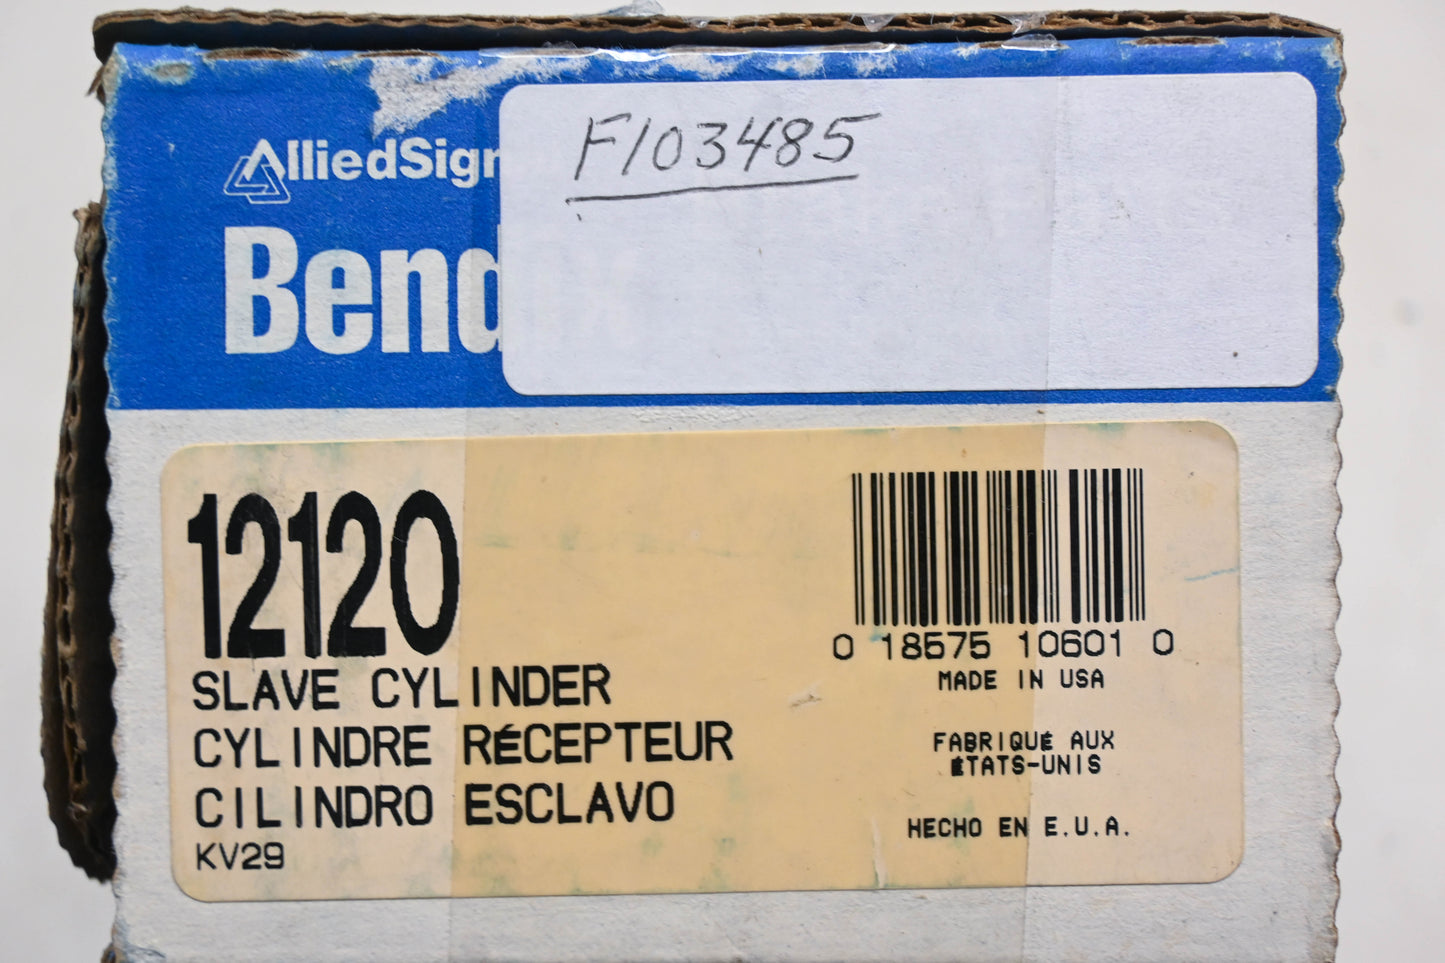 F103485
AlliedSign
Bend
12120
SLAVE CYLINDER
CYLINDRE RÉCEPTEUR
CILINDRO ESCLAVO
KV29
0 18575 10601 0
MADE IN USA
FABRIQUÉ AUX
ÉTATS-UNIS
HECHO EN E.U.A.